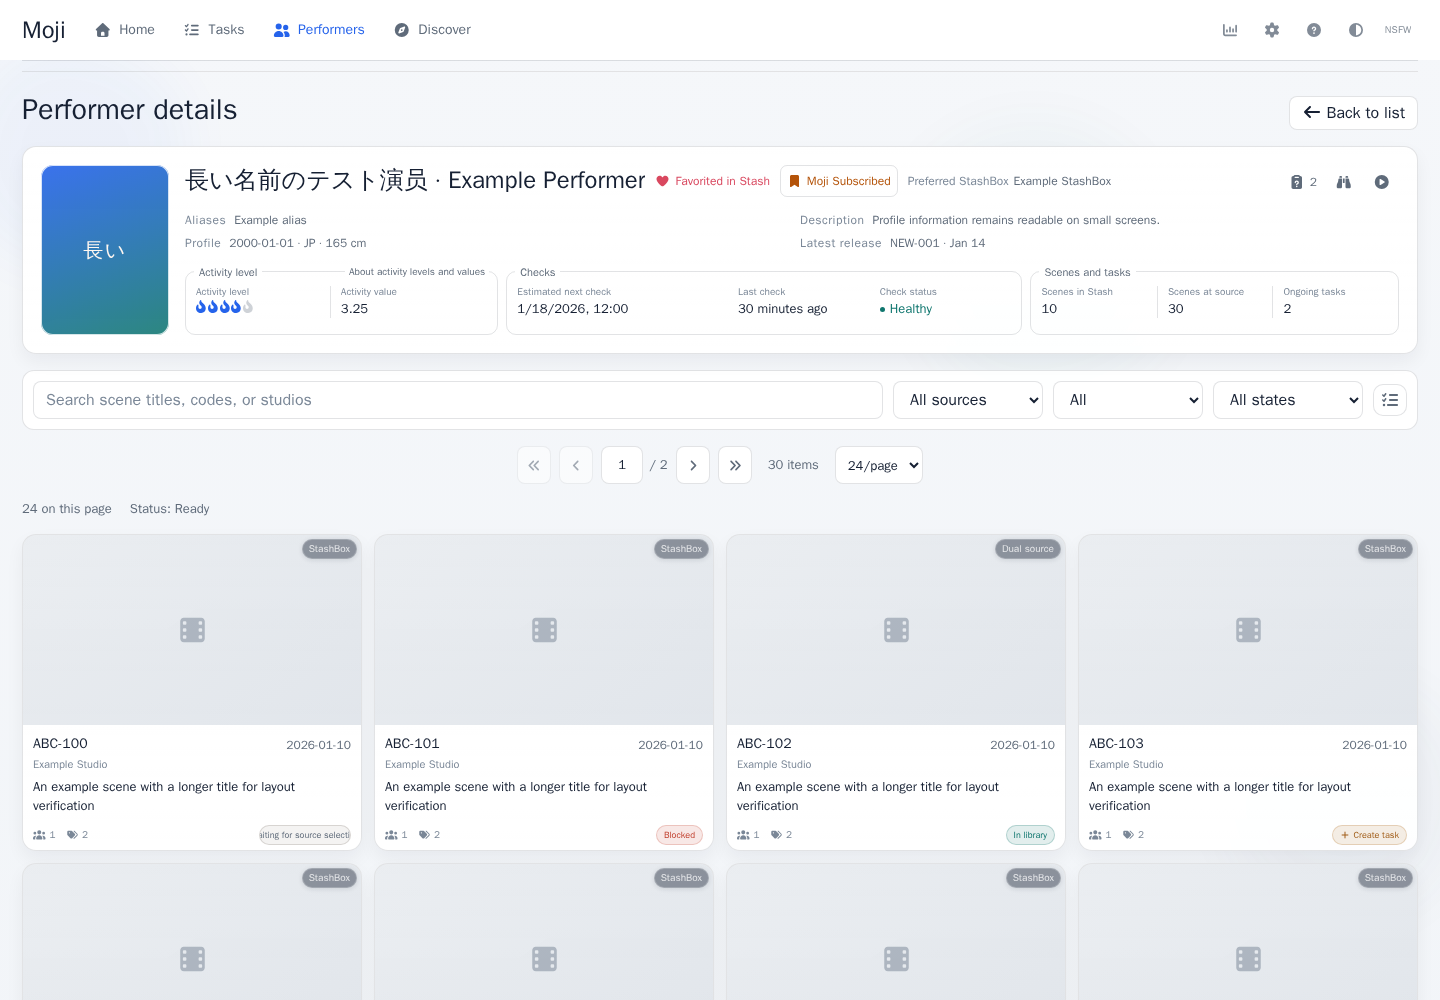 Moji Home Tasks Performers Discover NSFW
Performer details
Back to list
長い
長い名前のテスト演员 · Example Performer Favorited in Stash Moji Subscribed Preferred StashBox Example StashBox 2
Aliases Example alias Description Profile information remains readable on small screens.
Profile 2000-01-01 · JP · 165 cm Latest release NEW-001 · Jan 14
Activity level About activity levels and values Checks Scenes and tasks
Activity level Activity value Estimated next check Last check Check status Scenes in Stash Scenes at source Ongoing tasks
3.25 1/18/2026, 12:00 30 minutes ago Healthy 10 30 2
Search scene titles, codes, or studios All sources All All states
1 / 2 30 items 24/page
24 on this page Status: Ready
StashBox StashBox Dual source StashBox
ABC-100 2026-01-10 ABC-101 2026-01-10 ABC-102 2026-01-10 ABC-103 2026-01-10
Example Studio Example Studio Example Studio Example Studio
An example scene with a longer title for layout An example scene with a longer title for layout An example scene with a longer title for layout An example scene with a longer title for layout
verification verification verification verification
1 2 aiting for source selecti 1 2 Blocked 1 2 In library 1 2 + Create task
StashBox StashBox StashBox StashBox